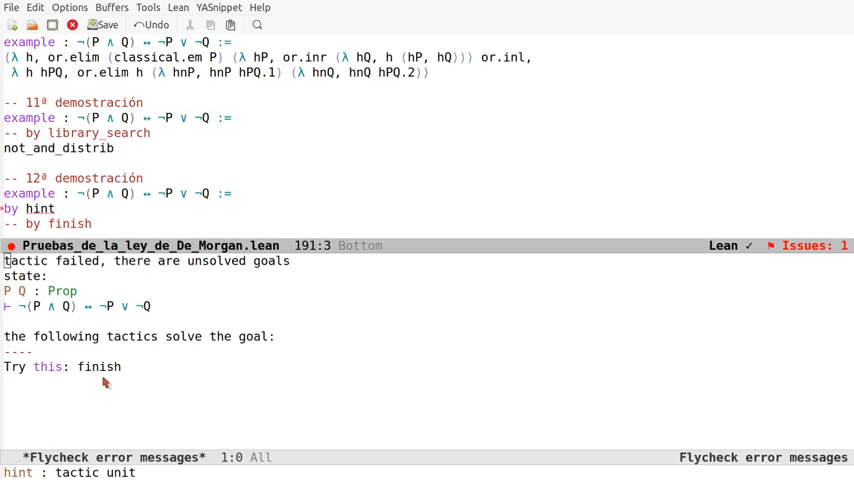 File Edit Options Buffers Tools Lean YASnippet Help
Save Undo
example : ¬(P ∧ Q) ↔ ¬P ∨ ¬Q :=
⟨λ h, or.elim (classical.em P) (λ hP, or.inr (λ hQ, h ⟨hP, hQ⟩)) or.inl,
λ h hPQ, or.elim h (λ hnP, hnP hPQ.1) (λ hnQ, hnQ hPQ.2)⟩
-- 11ª demostración
example : ¬(P ∧ Q) ↔ ¬P ∨ ¬Q :=
-- by library_search
not_and_distrib
-- 12ª demostración
example : ¬(P ∧ Q) ↔ ¬P ∨ ¬Q :=
by hint
-- by finish
Pruebas_de_la_ley_de_De_Morgan.lean 191:3 Bottom Lean ✓ Issues: 1
tactic failed, there are unsolved goals
state:
P Q : Prop
⊢ ¬(P ∧ Q) ↔ ¬P ∨ ¬Q
the following tactics solve the goal:
----
Try this: finish
*Flycheck error messages* 1:0 All Flycheck error messages
hint : tactic unit